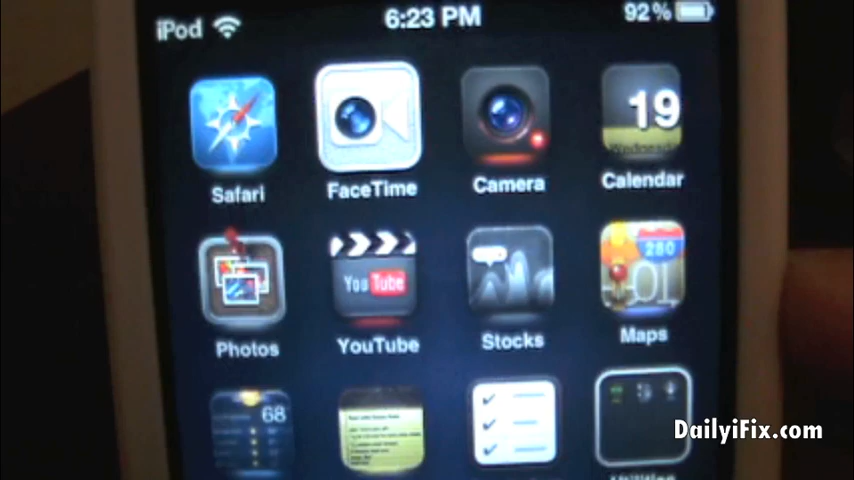 iPod 6:23 PM 92%
19
Wednesday
Safari FaceTime Camera Calendar
280
You Tube
Photos YouTube Stocks Maps
68
DailyiFix.com